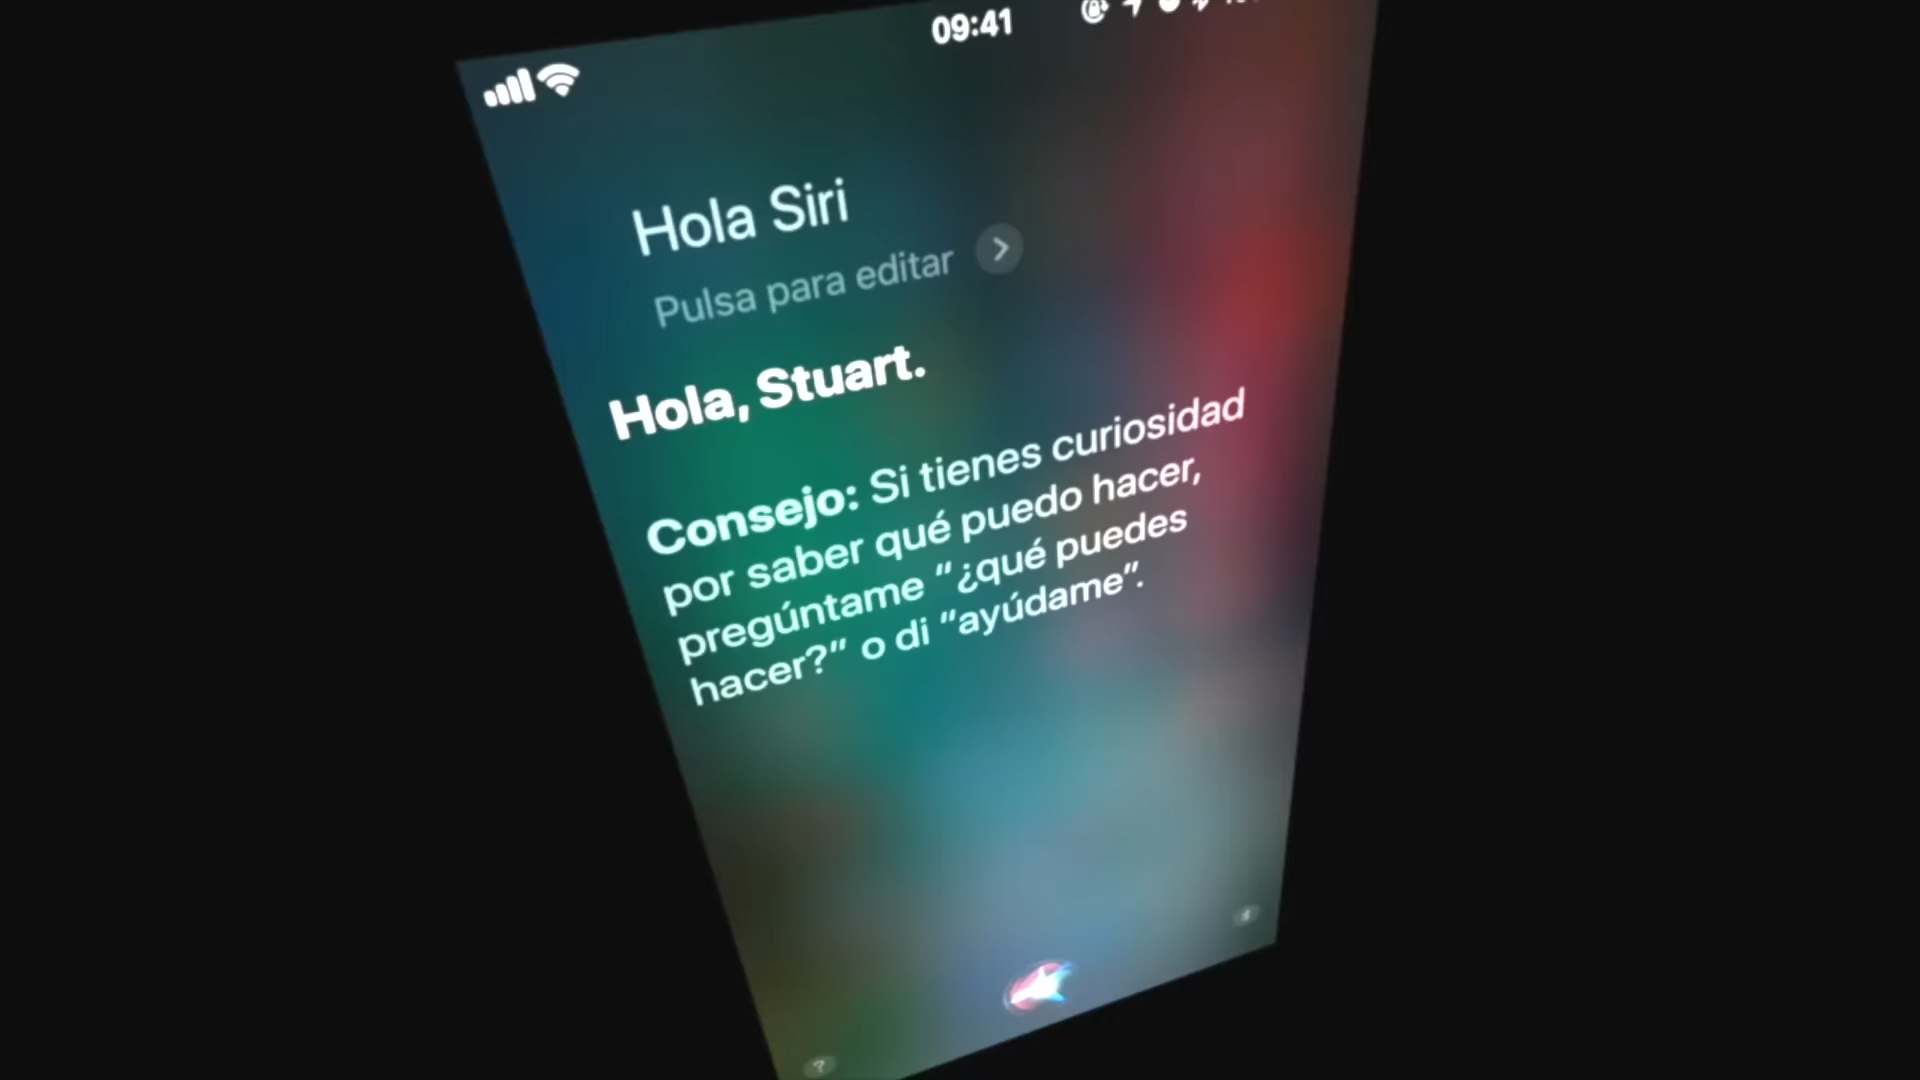 09:41
Hola Siri
Pulsa para editar
Hola, Stuart.
Consejo: Si tienes curiosidad
por saber qué puedo hacer,
pregúntame “¿qué puedes
hacer?” o di “ayúdame”.
?